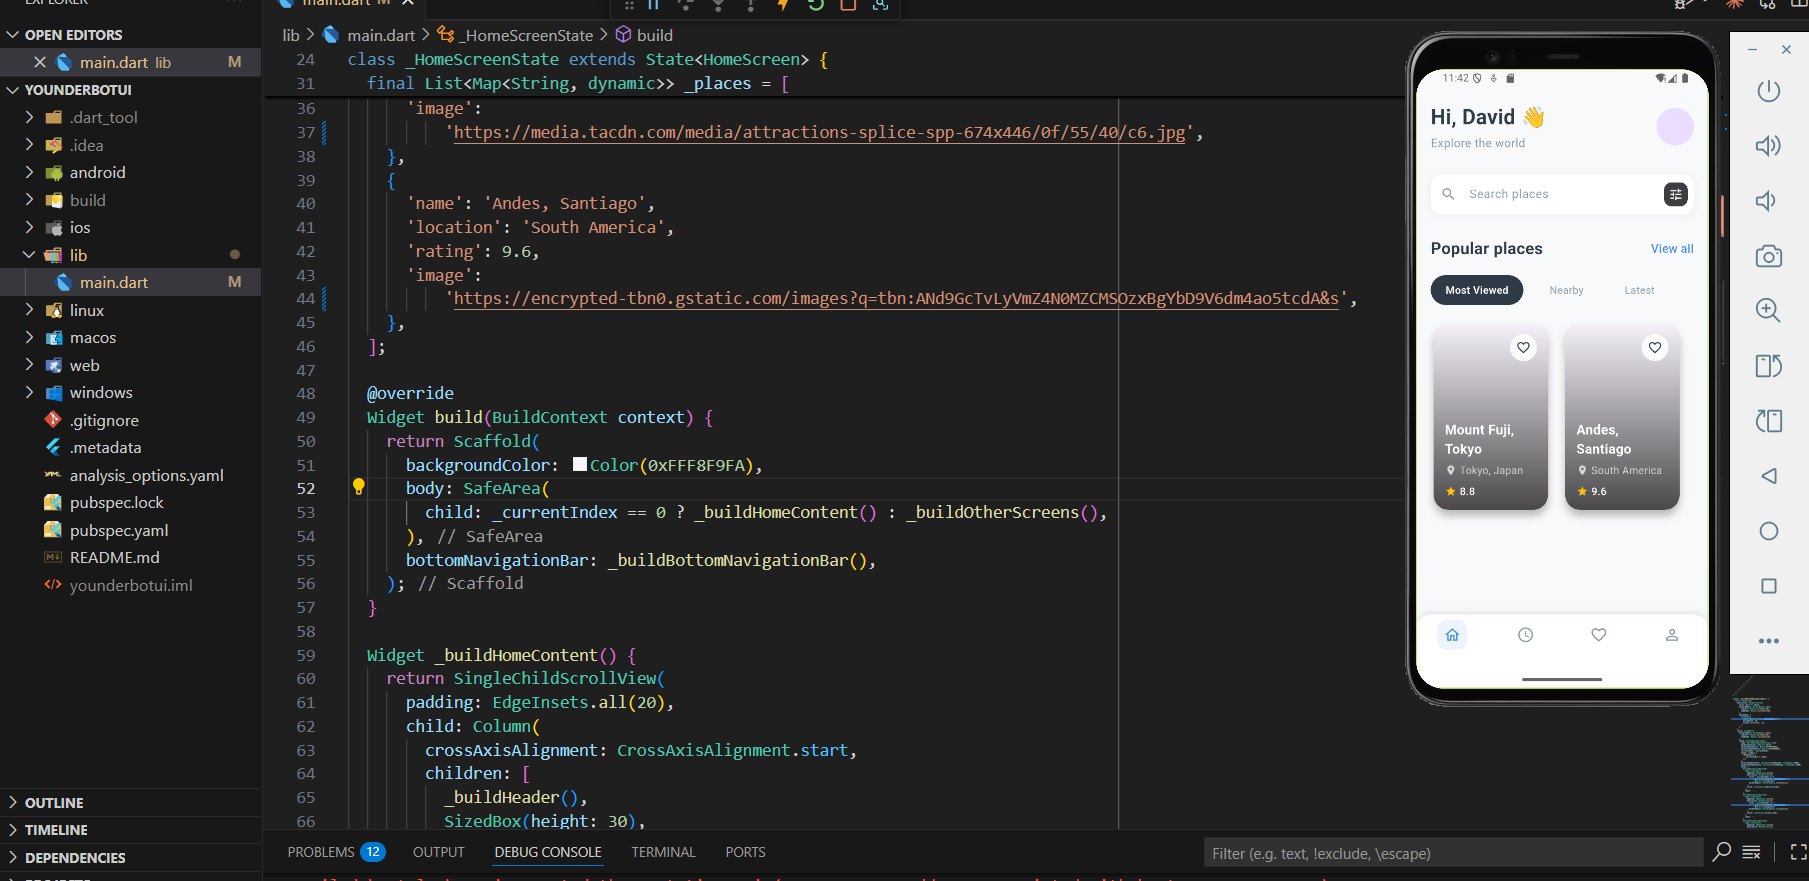 EXPLORER
OPEN EDITORS
main.dart lib M
YOUNDERBOTUI
.dart_tool
.idea
android
build
ios
lib
main.dart M
linux
macos
web
windows
.gitignore
.metadata
analysis_options.yaml
pubspec.lock
pubspec.yaml
README.md
younderbotui.iml
OUTLINE
TIMELINE
DEPENDENCIES
main.dart M
lib > main.dart > _HomeScreenState > build
24 class _HomeScreenState extends State<HomeScreen> {
31 final List<Map<String, dynamic>> _places = [
36 'image':
37 'https://media.tacdn.com/media/attractions-splice-spp-674x446/0f/55/40/c6.jpg',
38 },
39 {
40 'name': 'Andes, Santiago',
41 'location': 'South America',
42 'rating': 9.6,
43 'image':
44 'https://encrypted-tbn0.gstatic.com/images?q=tbn:ANd9GcTvLyVmZ4N0MZCMSOzxBgYbD9V6dm4ao5tcdA&s',
45 },
46 ];
47
48 @override
49 Widget build(BuildContext context) {
50 return Scaffold(
51 backgroundColor: Color(0xFFF8F9FA),
52 body: SafeArea(
53 child: _currentIndex == 0 ? _buildHomeContent() : _buildOtherScreens(),
54 ), // SafeArea
55 bottomNavigationBar: _buildBottomNavigationBar(),
56 ); // Scaffold
57 }
58
59 Widget _buildHomeContent() {
60 return SingleChildScrollView(
61 padding: EdgeInsets.all(20),
62 child: Column(
63 crossAxisAlignment: CrossAxisAlignment.start,
64 children: [
65 _buildHeader(),
66 SizedBox(height: 30),
PROBLEMS 12 OUTPUT DEBUG CONSOLE TERMINAL PORTS
Filter (e.g. text, !exclude, \escape)
11:42
Hi, David 👋
Explore the world
Search places
Popular places View all
Most Viewed Nearby Latest
Mount Fuji,
Tokyo
Tokyo, Japan
8.8
Andes,
Santiago
South America
9.6